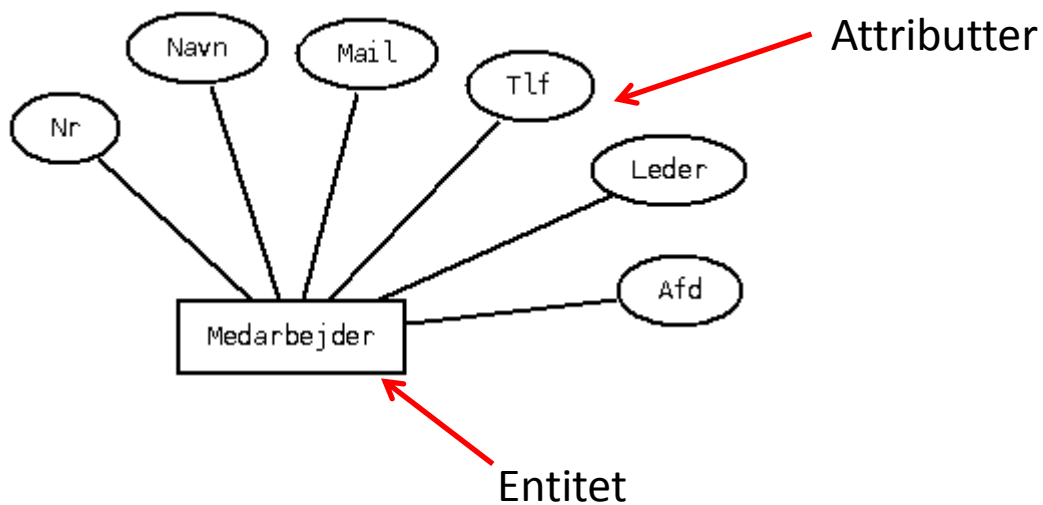 Attributter
Navn
Mail
Tlf
Nr
Leder
Afd
Medarbejder
Entitet